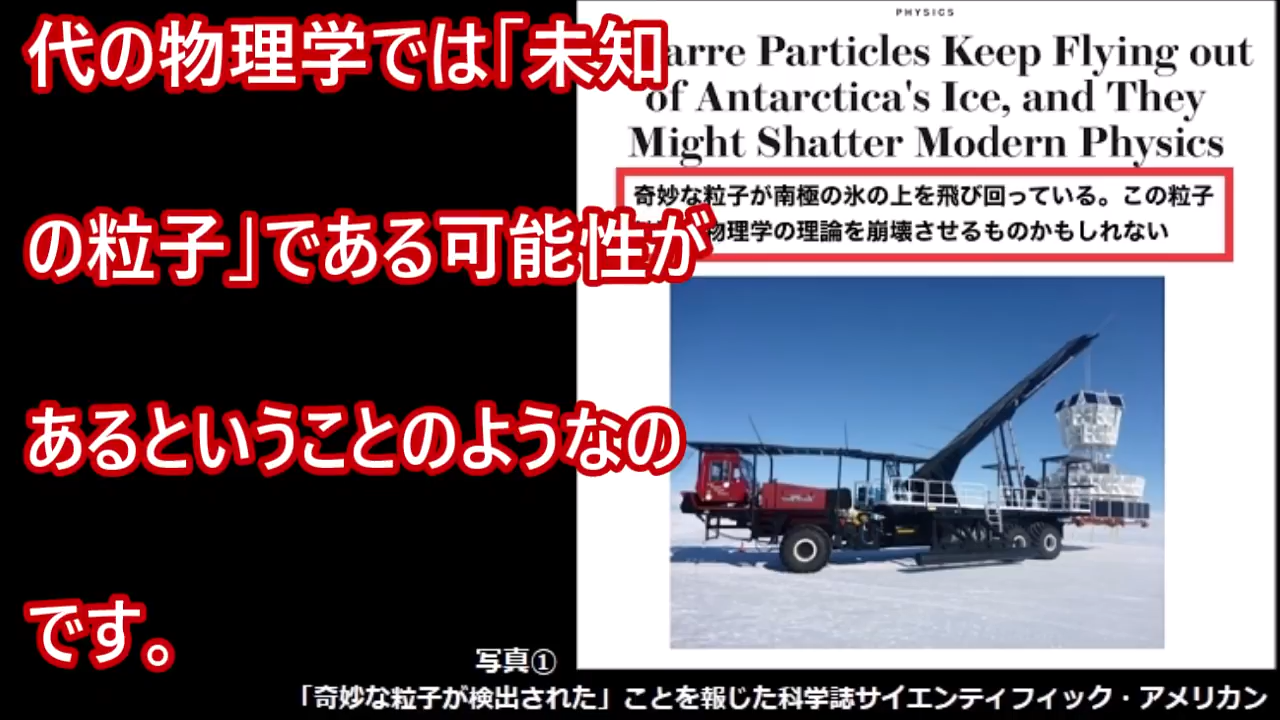 代の物理学では「未知
の粒子」である可能性が
あるということのようなの
です。
PHYSICS
arre Particles Keep Flying out
of Antarctica's Ice, and They
Might Shatter Modern Physics
奇妙な粒子が南極の氷の上を飛び回っている。この粒子
物理学の理論を崩壊させるものかもしれない
写真①
「奇妙な粒子が検出された」ことを報じた科学誌サイエンティフィック・アメリカン